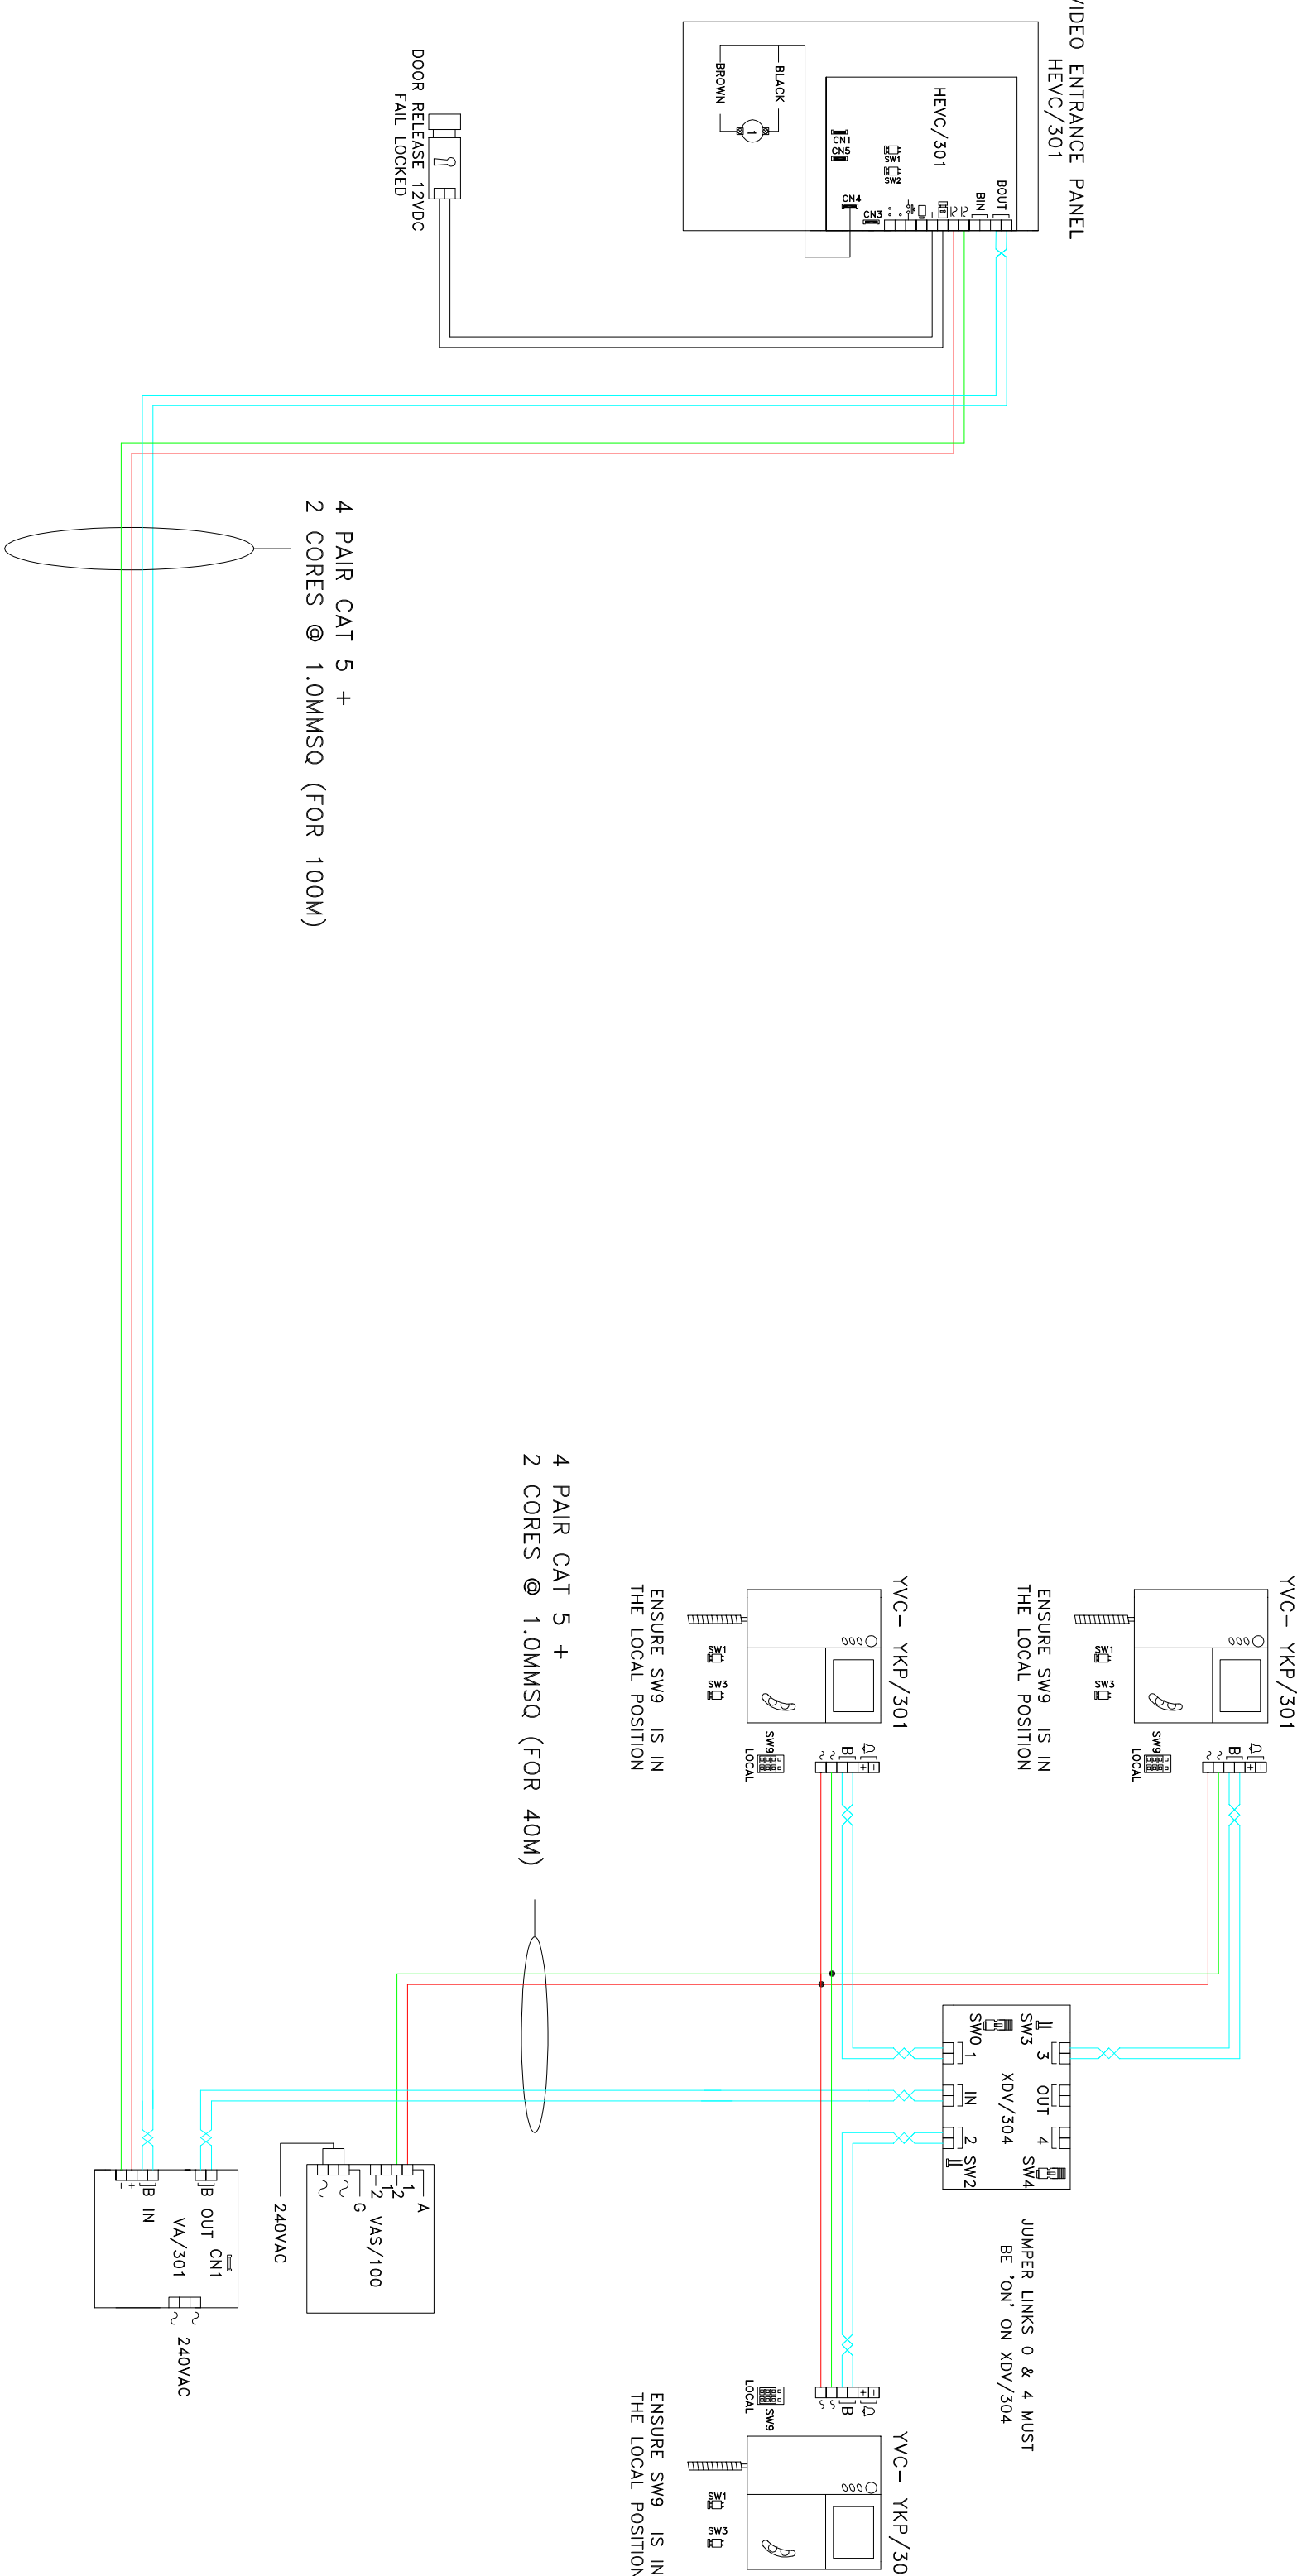 VIDEO ENTRANCE PANEL
HEVC/301
HEVC/301
BLACK
BROWN
1
CN1
CN5
SW1
SW2
CN4
CN3
BIN
BOUT
DOOR RELEASE 12VDC
FAIL LOCKED
4 PAIR CAT 5 +
2 CORES @ 1.0MMSQ (FOR 100M)
4 PAIR CAT 5 +
2 CORES @ 1.0MMSQ (FOR 40M)
YVC- YKP/301
SW1
SW3
SW9
LOCAL
B
+
-
ENSURE SW9 IS IN
THE LOCAL POSITION
YVC- YKP/301
SW1
SW3
SW9
LOCAL
B
+
-
ENSURE SW9 IS IN
THE LOCAL POSITION
XDV/304
SW3
SW0
3
OUT
4
1
IN
2
SW4
SW2
JUMPER LINKS 0 & 4 MUST
BE 'ON' ON XDV/304
YVC- YKP/30
SW1
SW3
SW9
LOCAL
B
+
-
ENSURE SW9 IS IN
THE LOCAL POSITION
VAS/100
A
1
2
1
2
G
240VAC
VA/301
B OUT
CN1
B IN
+
-
240VAC